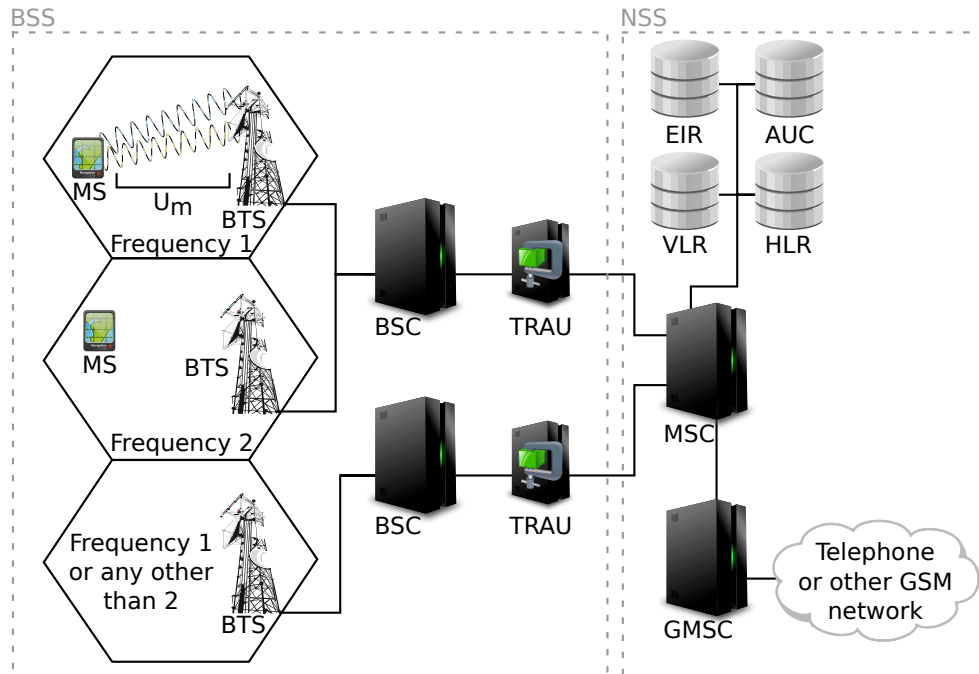 BSS
NSS
EIR
AUC
MS
Um
BTS
VLR
HLR
Frequency 1
BSC
TRAU
MS
BTS
MSC
Frequency 2
BSC
TRAU
Frequency 1
or any other
than 2
BTS
GMSC
Telephone
or other GSM
network